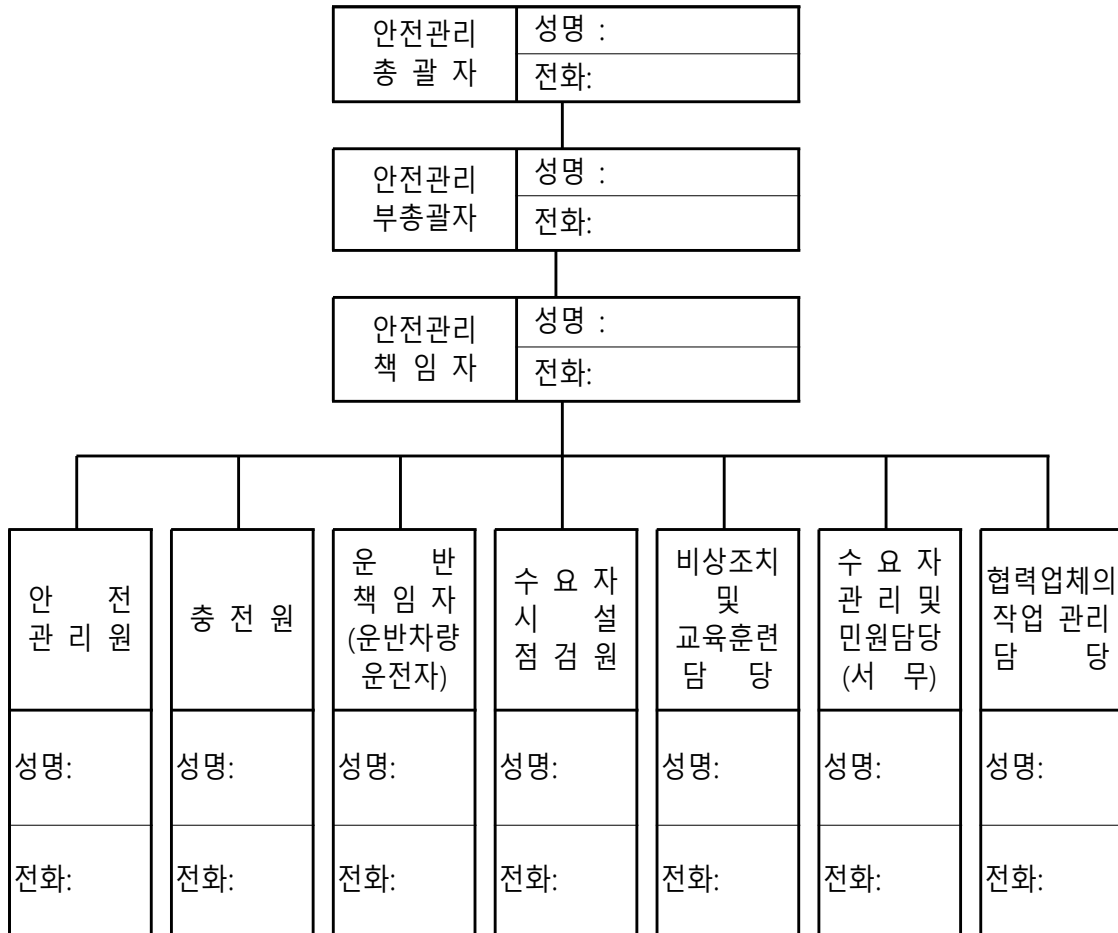 안전관리
총 괄 자
성명 :
전화:
안전관리
부총괄자
성명 :
전화:
안전관리
책 임 자
성명 :
전화:
안 전
관 리 원
성명:
전화:
충 전 원
성명:
전화:
운 반
책 임 자
(운반차량
운전자)
성명:
전화:
수 요 자
시 설
점 검 원
성명:
전화:
비상조치
및
교육훈련
담 당
성명:
전화:
수 요 자
관 리 및
민원담당
(서 무)
성명:
전화:
협력업체의
작업 관리
담 당
성명:
전화: